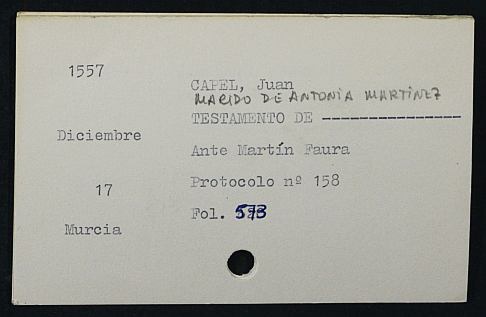 1557
CAPEL, Juan
MARIDO DE ANTONIA MARTINEZ
TESTAMENTO DE ------------------
Diciembre
Ante Martín Faura
17
Protocolo nº 158
Fol. 573
Murcia